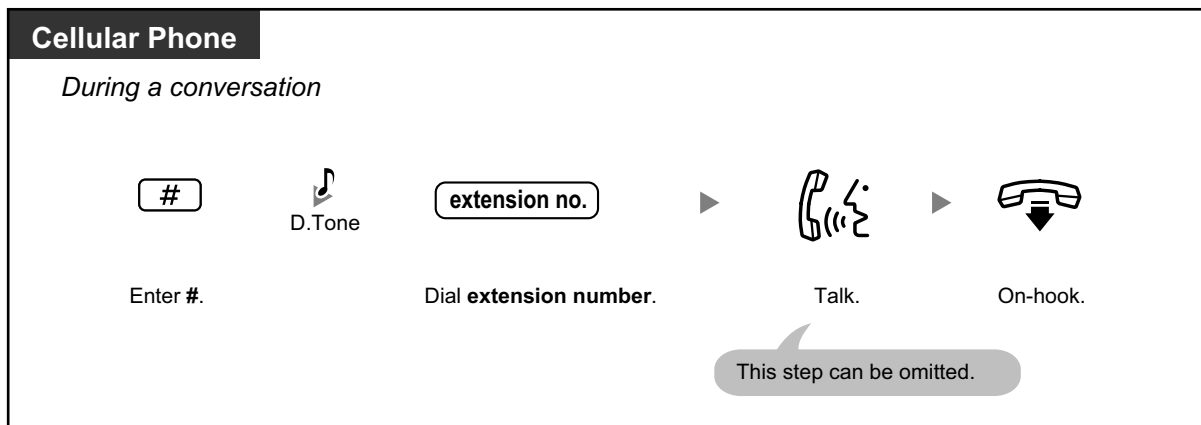 Cellular Phone
During a conversation
#
D.Tone
extension no.
Enter #.
Dial extension number.
Talk.
On-hook.
This step can be omitted.